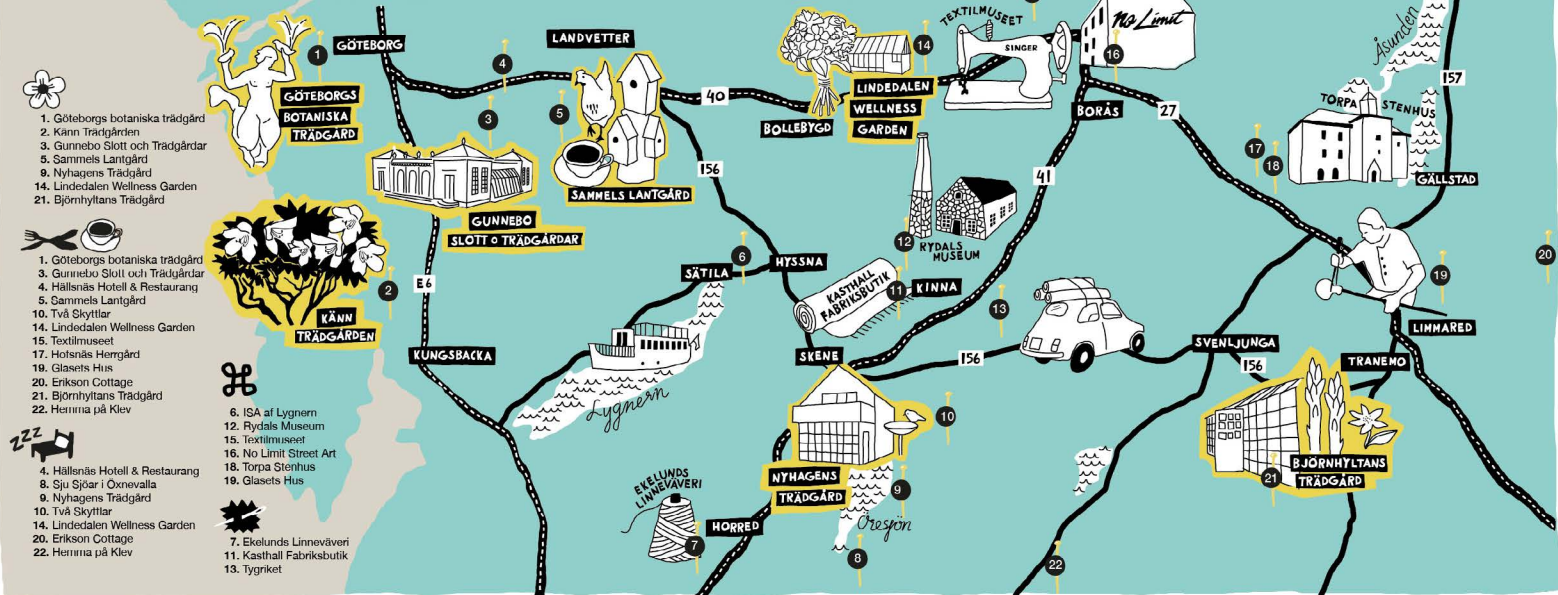 1. Göteborgs botaniska trädgård
2. Känn Trädgården
3. Gunnebo Slott och Trädgårdar
5. Sammels Lantgård
9. Nyhagens Trädgård
14. Lindedalen Wellness Garden
21. Björnhyltans Trädgård
1. Göteborgs botaniska trädgård
3. Gunnebo Slott och Trädgårdar
4. Hällsnäs Hotell & Restaurang
5. Sammels Lantgård
10. Två Skyttlar
14. Lindedalen Wellness Garden
15. Textilmuseet
17. Hofsnäs Herrgård
19. Glasets Hus
20. Erikson Cottage
21. Björnhyltans Trädgård
22. Hemma på Klev
ZZZ
4. Hällsnäs Hotell & Restaurang
8. Sju Sjöar i Öxnevalla
9. Nyhagens Trädgård
10. Två Skyttlar
14. Lindedalen Wellness Garden
20. Erikson Cottage
22. Hemma på Klev
6. ISA af Lygnern
12. Rydals Museum
15. Textilmuseet
16. No Limit Street Art
18. Torpa Stenhus
19. Glasets Hus
7. Ekelunds Linneväveri
11. Kasthall Fabriksbutik
13. Tygriket
1
GÖTEBORG
GÖTEBORGS
BOTANISKA
TRÄDGÅRD
4
LANDVETTER
3
5
SAMMELS LANTGÅRD
GUNNEBO
SLOTT O TRÄDGÅRDAR
2
KÄNN
TRÄDGÅRDEN
E6
KUNGSBACKA
40
BOLLEBYGD
14
LINDEDALEN
WELLNESS
GARDEN
TEXTILMUSEET
SINGER
No Limit
16
BORÅS
27
Åsunden
157
TORPA STENHUS
17
18
GÄLLSTAD
156
41
12
RYDALS
MUSEUM
6
SÄTILA
HYSSNA
KASTHALL
FABRIKSBUTIK
11
KINNA
13
SKENE
156
Lygnern
SVENLJUNGA
156
19
20
LIMMARED
TRANEMO
10
NYHAGENS
TRÄDGÅRD
9
Öresjön
8
EKELUNDS
LINNEVÄVERI
7
HORRED
22
21
BJÖRNHYLTANS
TRÄDGÅRD